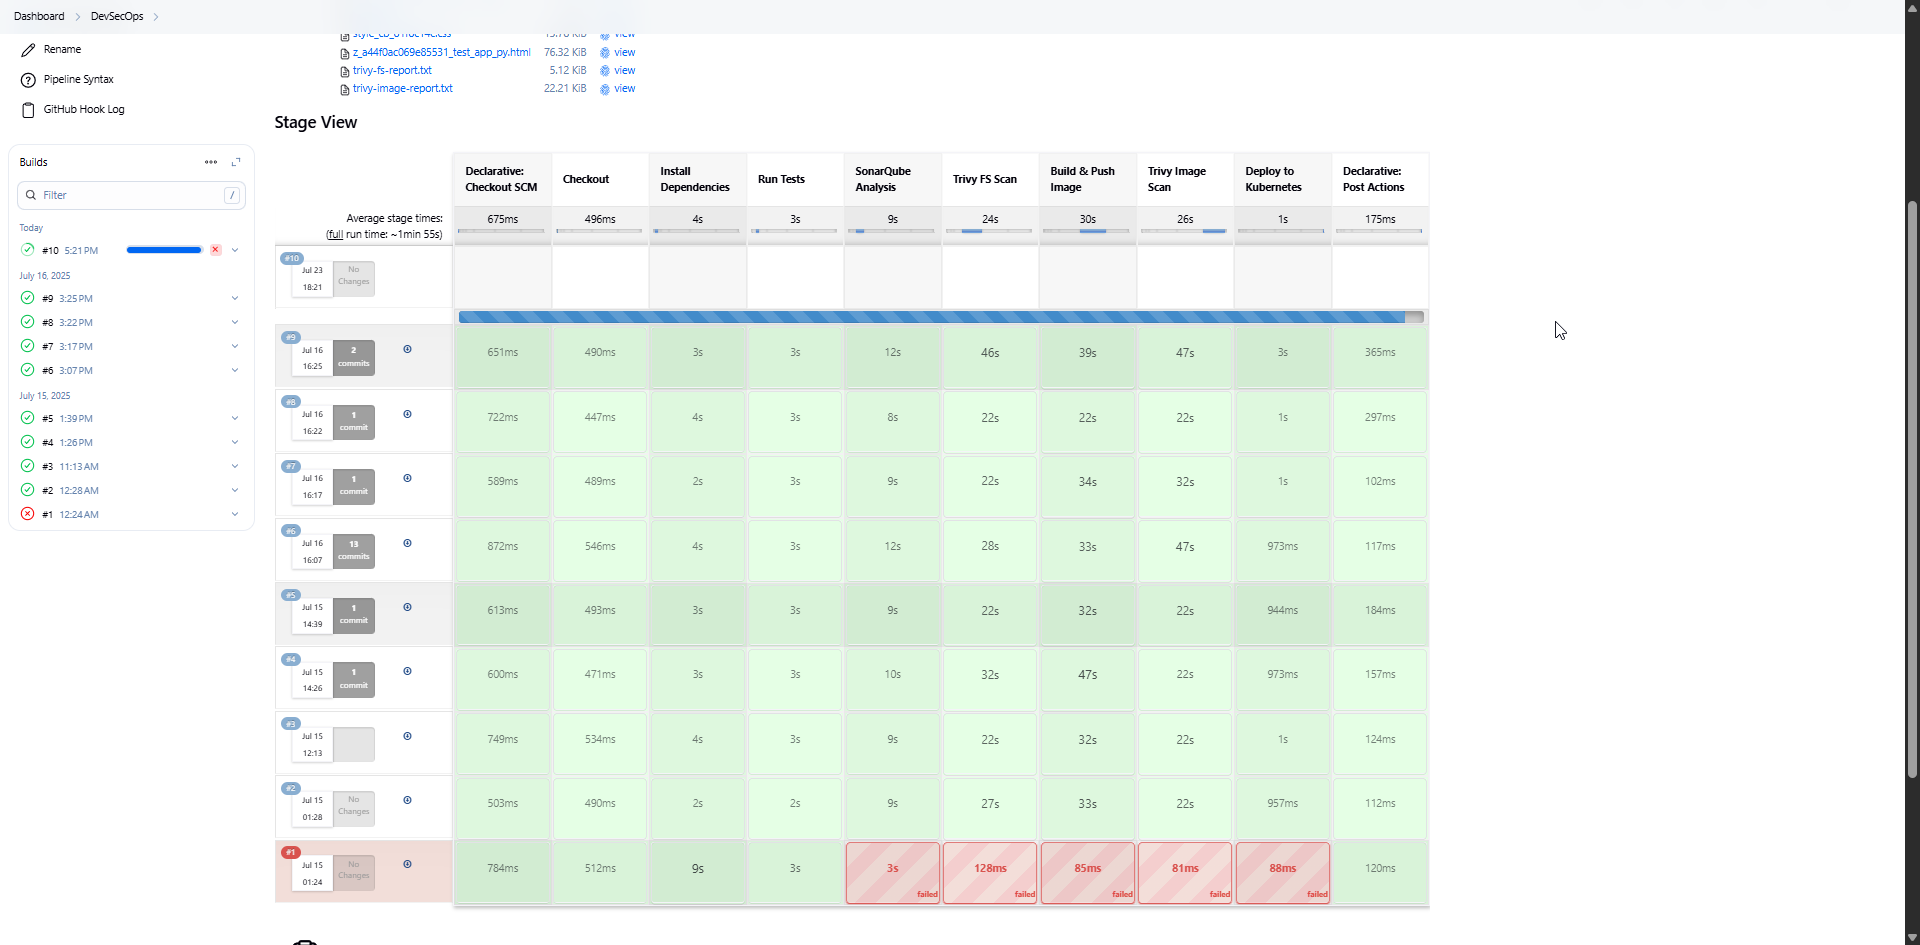 Dashboard
DevSecOps
Rename
Pipeline Syntax
GitHub Hook Log
Builds
Filter
/
Today
#10 5:21 PM
July 16, 2025
#9 3:25 PM
#8 3:22 PM
#7 3:17 PM
#6 3:07 PM
July 15, 2025
#5 1:39 PM
#4 1:26 PM
#3 11:13 AM
#2 12:28 AM
#1 12:24 AM
z_a44f0ac069e85531_test_app_py.html 76.32 KiB view
trivy-fs-report.txt 5.12 KiB view
trivy-image-report.txt 22.21 KiB view
Stage View
Declarative: Checkout SCM
Checkout
Install Dependencies
Run Tests
SonarQube Analysis
Trivy FS Scan
Build & Push Image
Trivy Image Scan
Deploy to Kubernetes
Declarative: Post Actions
Average stage times:
(full run time: ~1min 55s)
675ms 496ms 4s 3s 9s 24s 30s 26s 1s 175ms
#10
Jul 23
18:21
No Changes
#9
Jul 16
16:25
2 commits
651ms 490ms 3s 3s 12s 46s 39s 47s 3s 365ms
#8
Jul 16
16:22
1 commit
722ms 447ms 4s 3s 8s 22s 22s 22s 1s 297ms
#7
Jul 16
16:17
1 commit
589ms 489ms 2s 3s 9s 22s 34s 32s 1s 102ms
#6
Jul 16
16:07
13 commits
872ms 546ms 4s 3s 12s 28s 33s 47s 973ms 117ms
#5
Jul 15
14:39
1 commit
613ms 493ms 3s 3s 9s 22s 32s 22s 944ms 184ms
#4
Jul 15
14:26
1 commit
600ms 471ms 3s 3s 10s 32s 47s 22s 973ms 157ms
#3
Jul 15
12:13
749ms 534ms 4s 3s 9s 22s 32s 22s 1s 124ms
#2
Jul 15
01:28
No Changes
503ms 490ms 2s 2s 9s 27s 33s 22s 957ms 112ms
#1
Jul 15
01:24
No Changes
784ms 512ms 9s 3s 3s 128ms 85ms 81ms 88ms 120ms
failed failed failed failed failed